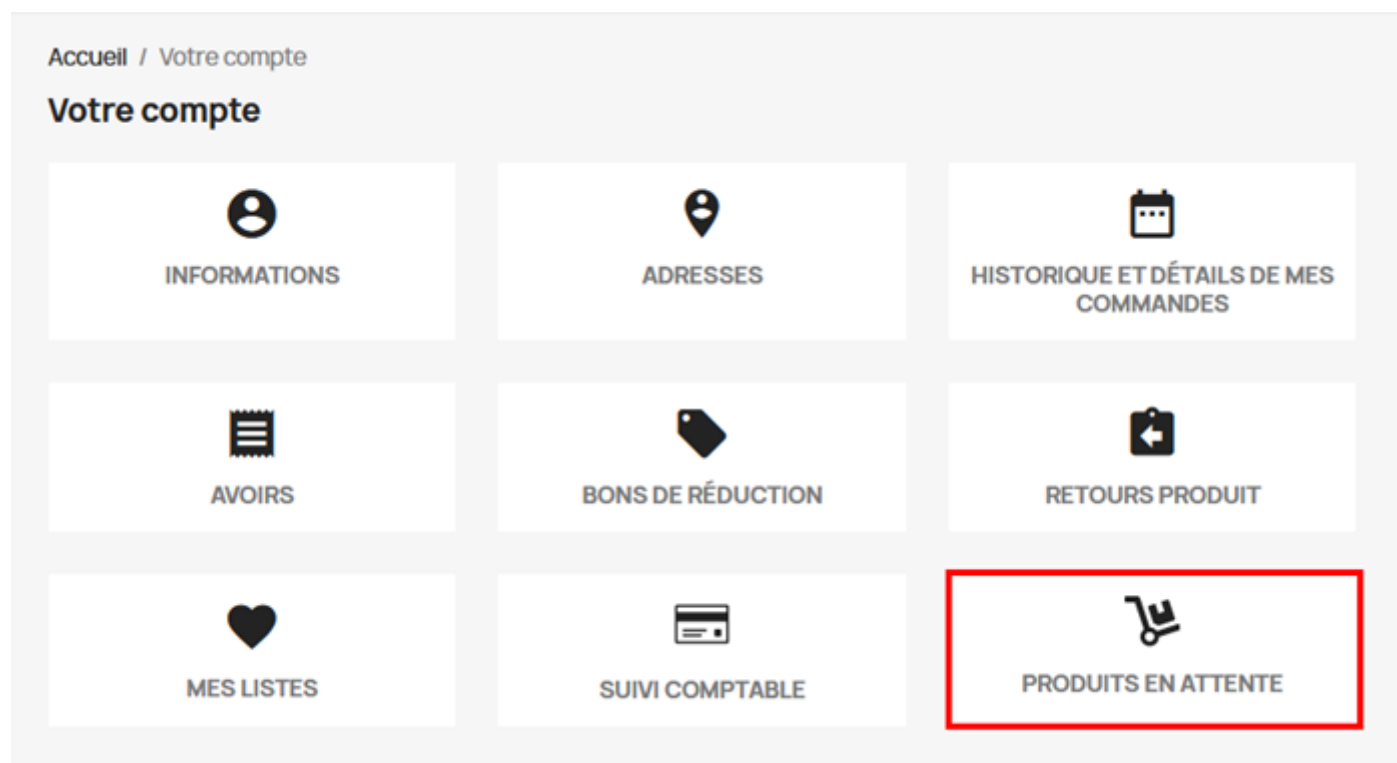 Accueil / Votre compte
Votre compte
INFORMATIONS
ADRESSES
HISTORIQUE ET DÉTAILS DE MES
COMMANDES
AVOIRS
BONS DE RÉDUCTION
RETOURS PRODUIT
MES LISTES
SUIVI COMPTABLE
PRODUITS EN ATTENTE